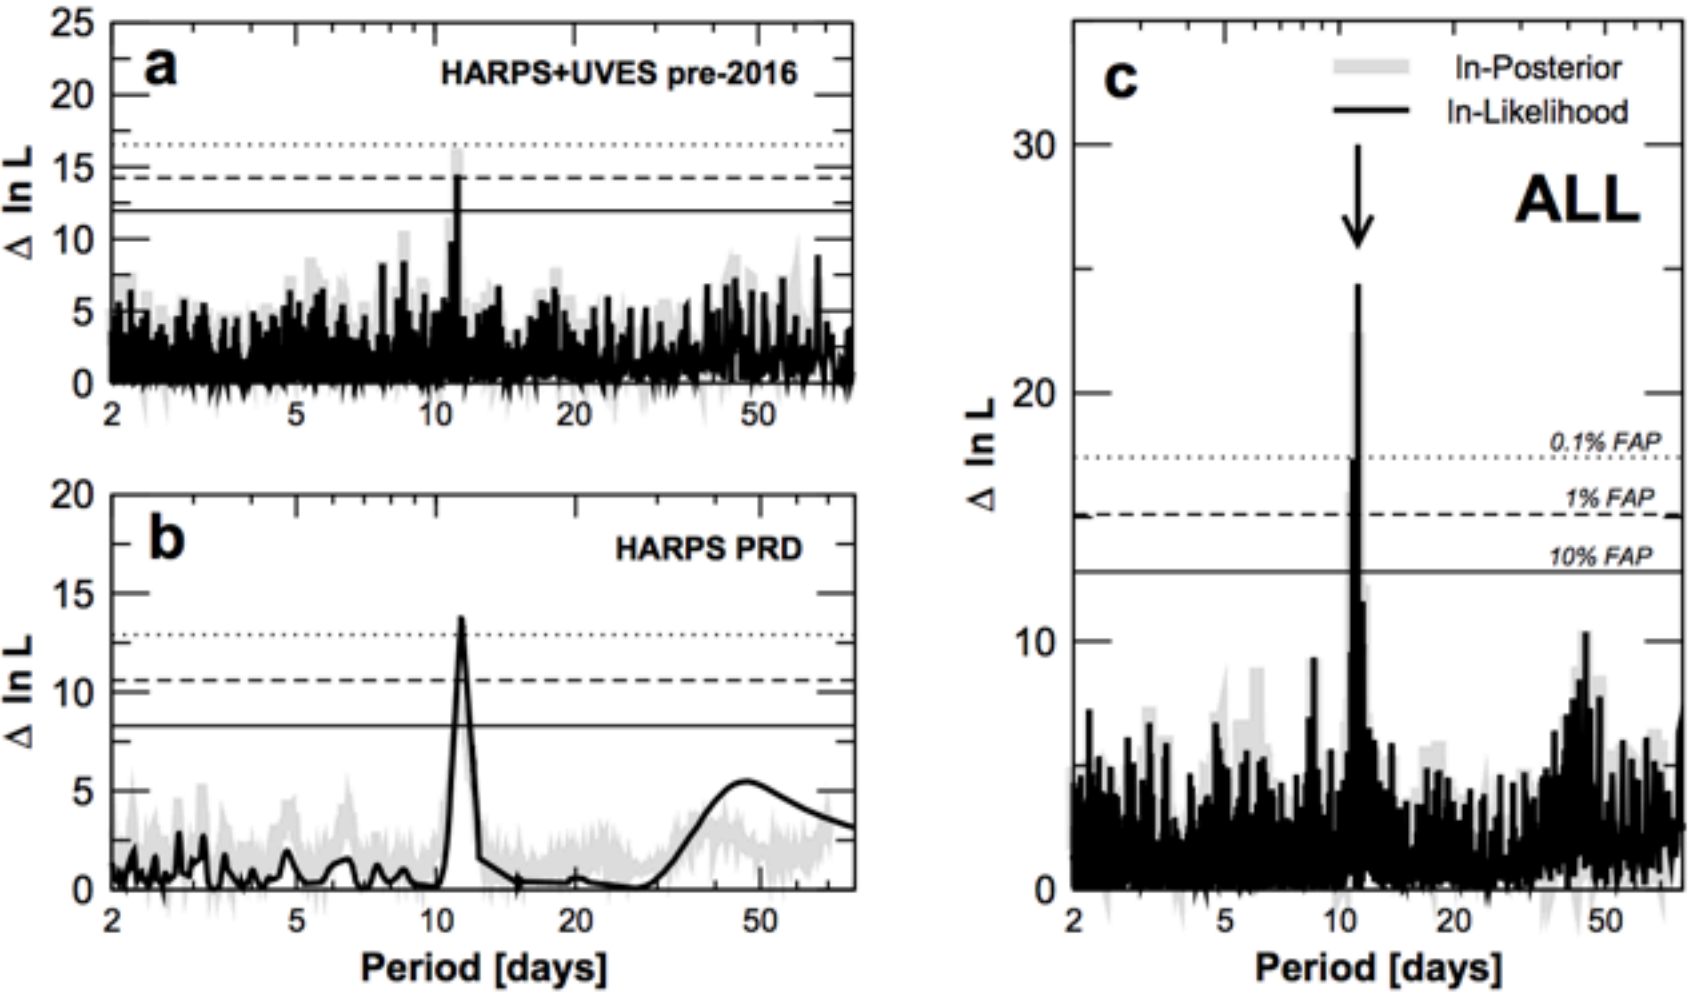 a
HARPS+UVES pre-2016
25
20
15
10
5
0
Δ ln L
2 5 10 20 50
b
HARPS PRD
20
15
10
5
0
Δ ln L
2 5 10 20 50
Period [days]
c
ln-Posterior
ln-Likelihood
ALL
30
20
10
0
Δ ln L
0.1% FAP
1% FAP
10% FAP
2 5 10 20 50
Period [days]